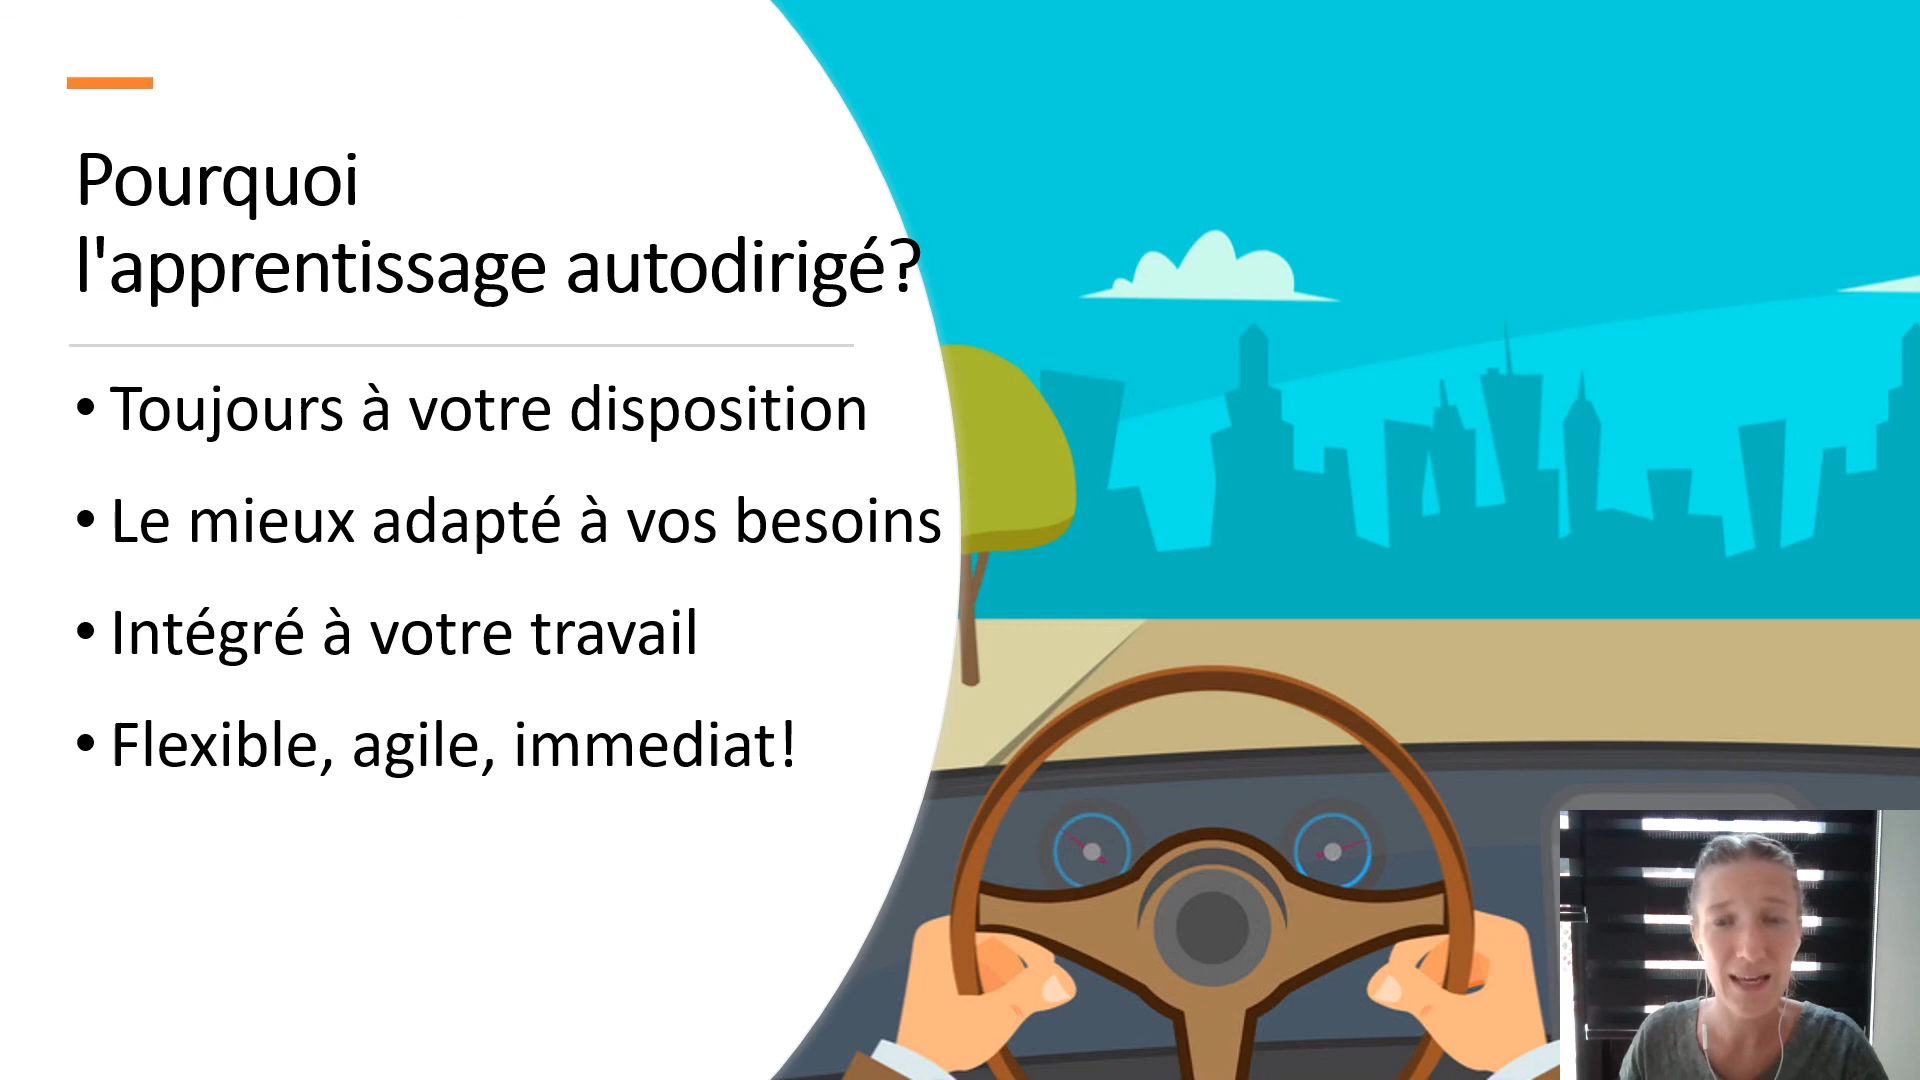 Pourquoi
l'apprentissage autodirigé?
• Toujours à votre disposition
• Le mieux adapté à vos besoins
• Intégré à votre travail
• Flexible, agile, immediat!